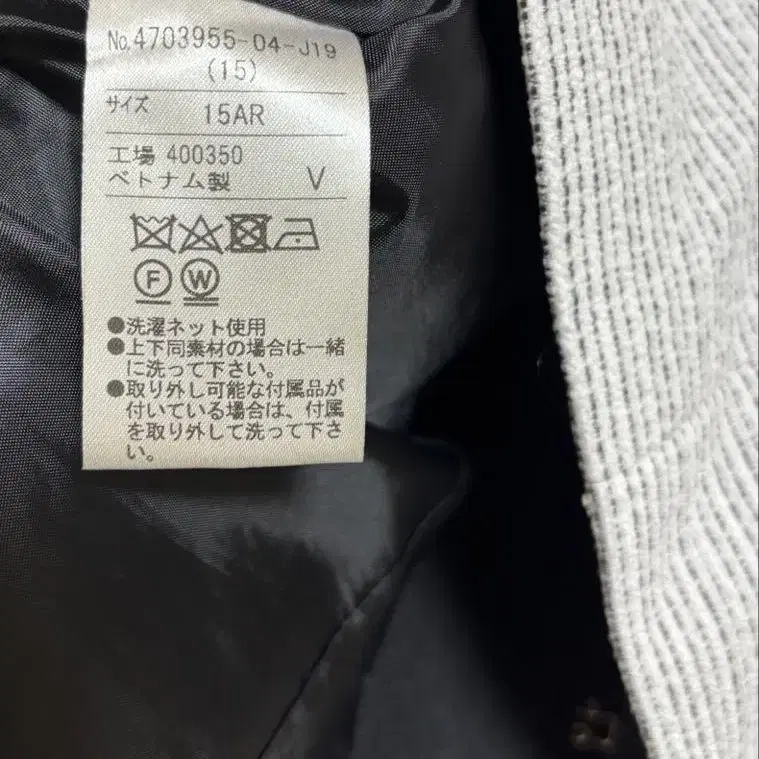 No.4703955-04-J19
(15)
サイズ 15AR
工場 400350
ベトナム製 V
F W
●洗濯ネット使用
●上下同素材の場合は一緒
に洗って下さい。
●取り外し可能な付属品が
付いている場合は、付属
を取り外して洗って下さ
い。